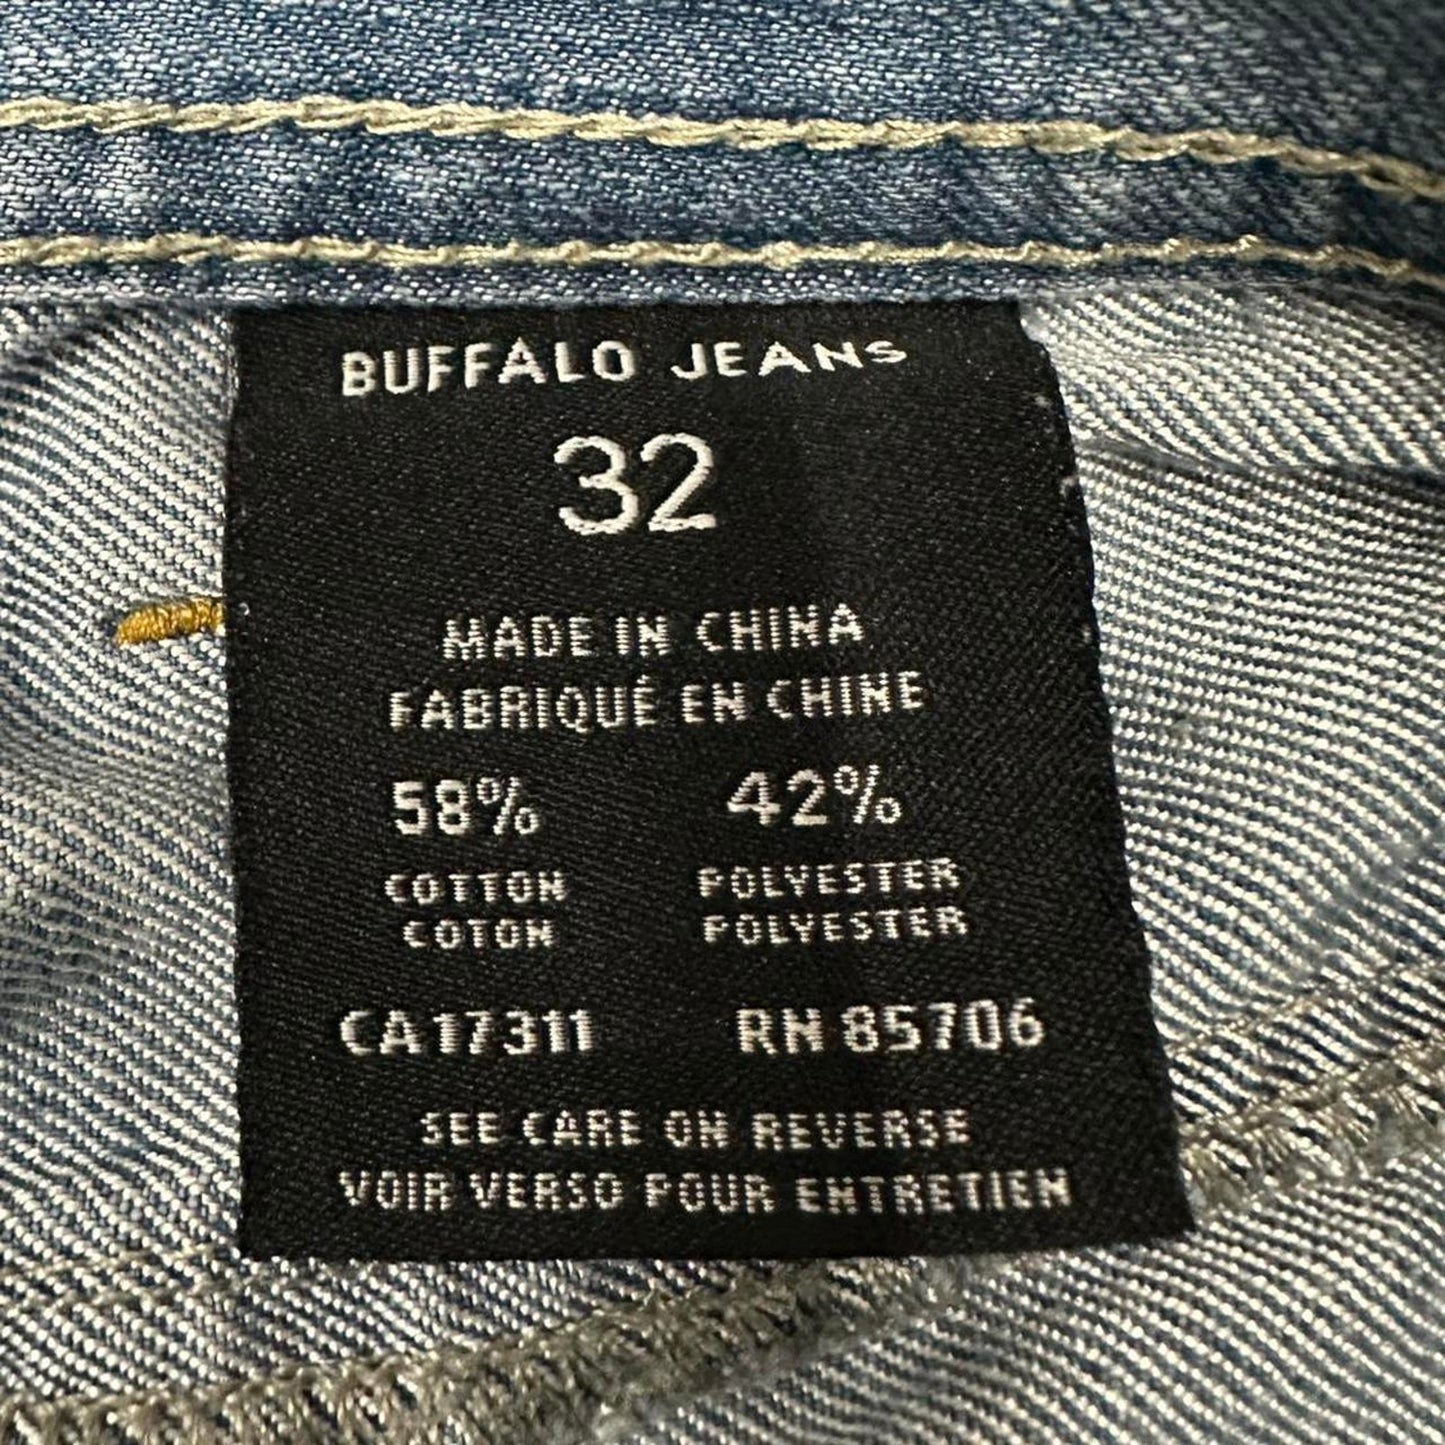 BUFFALO JEANS
32
MADE IN CHINA
FABRIQUÉ EN CHINE
58% 42%
COTTON POLYESTER
COTON POLYESTER
CA17311 RN 85706
SEE CARE ON REVERSE
VOIR VERSO POUR ENTRETIEN